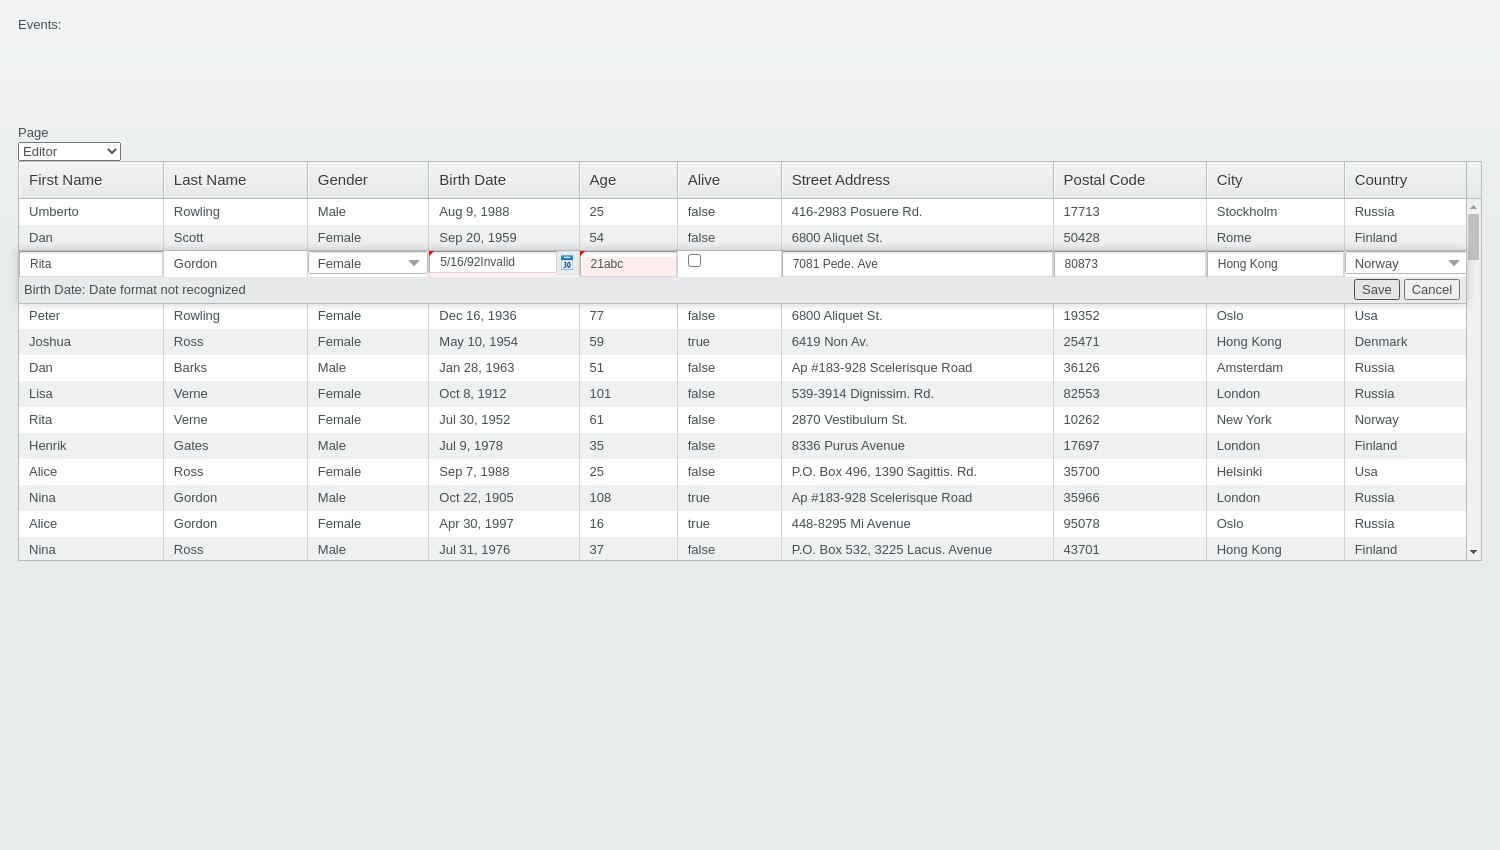 Events:
Page
Editor
First Name Last Name Gender Birth Date Age Alive Street Address Postal Code City Country
Umberto Rowling Male Aug 9, 1988 25 false 416-2983 Posuere Rd. 17713 Stockholm Russia
Dan Scott Female Sep 20, 1959 54 false 6800 Aliquet St. 50428 Rome Finland
Rita Gordon Female 5/16/92Invalid 30 21abc 7081 Pede. Ave 80873 Hong Kong Norway
Birth Date: Date format not recognized Save Cancel
Peter Rowling Female Dec 16, 1936 77 false 6800 Aliquet St. 19352 Oslo Usa
Joshua Ross Female May 10, 1954 59 true 6419 Non Av. 25471 Hong Kong Denmark
Dan Barks Male Jan 28, 1963 51 false Ap #183-928 Scelerisque Road 36126 Amsterdam Russia
Lisa Verne Female Oct 8, 1912 101 false 539-3914 Dignissim. Rd. 82553 London Russia
Rita Verne Female Jul 30, 1952 61 false 2870 Vestibulum St. 10262 New York Norway
Henrik Gates Male Jul 9, 1978 35 false 8336 Purus Avenue 17697 London Finland
Alice Ross Female Sep 7, 1988 25 false P.O. Box 496, 1390 Sagittis. Rd. 35700 Helsinki Usa
Nina Gordon Male Oct 22, 1905 108 true Ap #183-928 Scelerisque Road 35966 London Russia
Alice Gordon Female Apr 30, 1997 16 true 448-8295 Mi Avenue 95078 Oslo Russia
Nina Ross Male Jul 31, 1976 37 false P.O. Box 532, 3225 Lacus. Avenue 43701 Hong Kong Finland